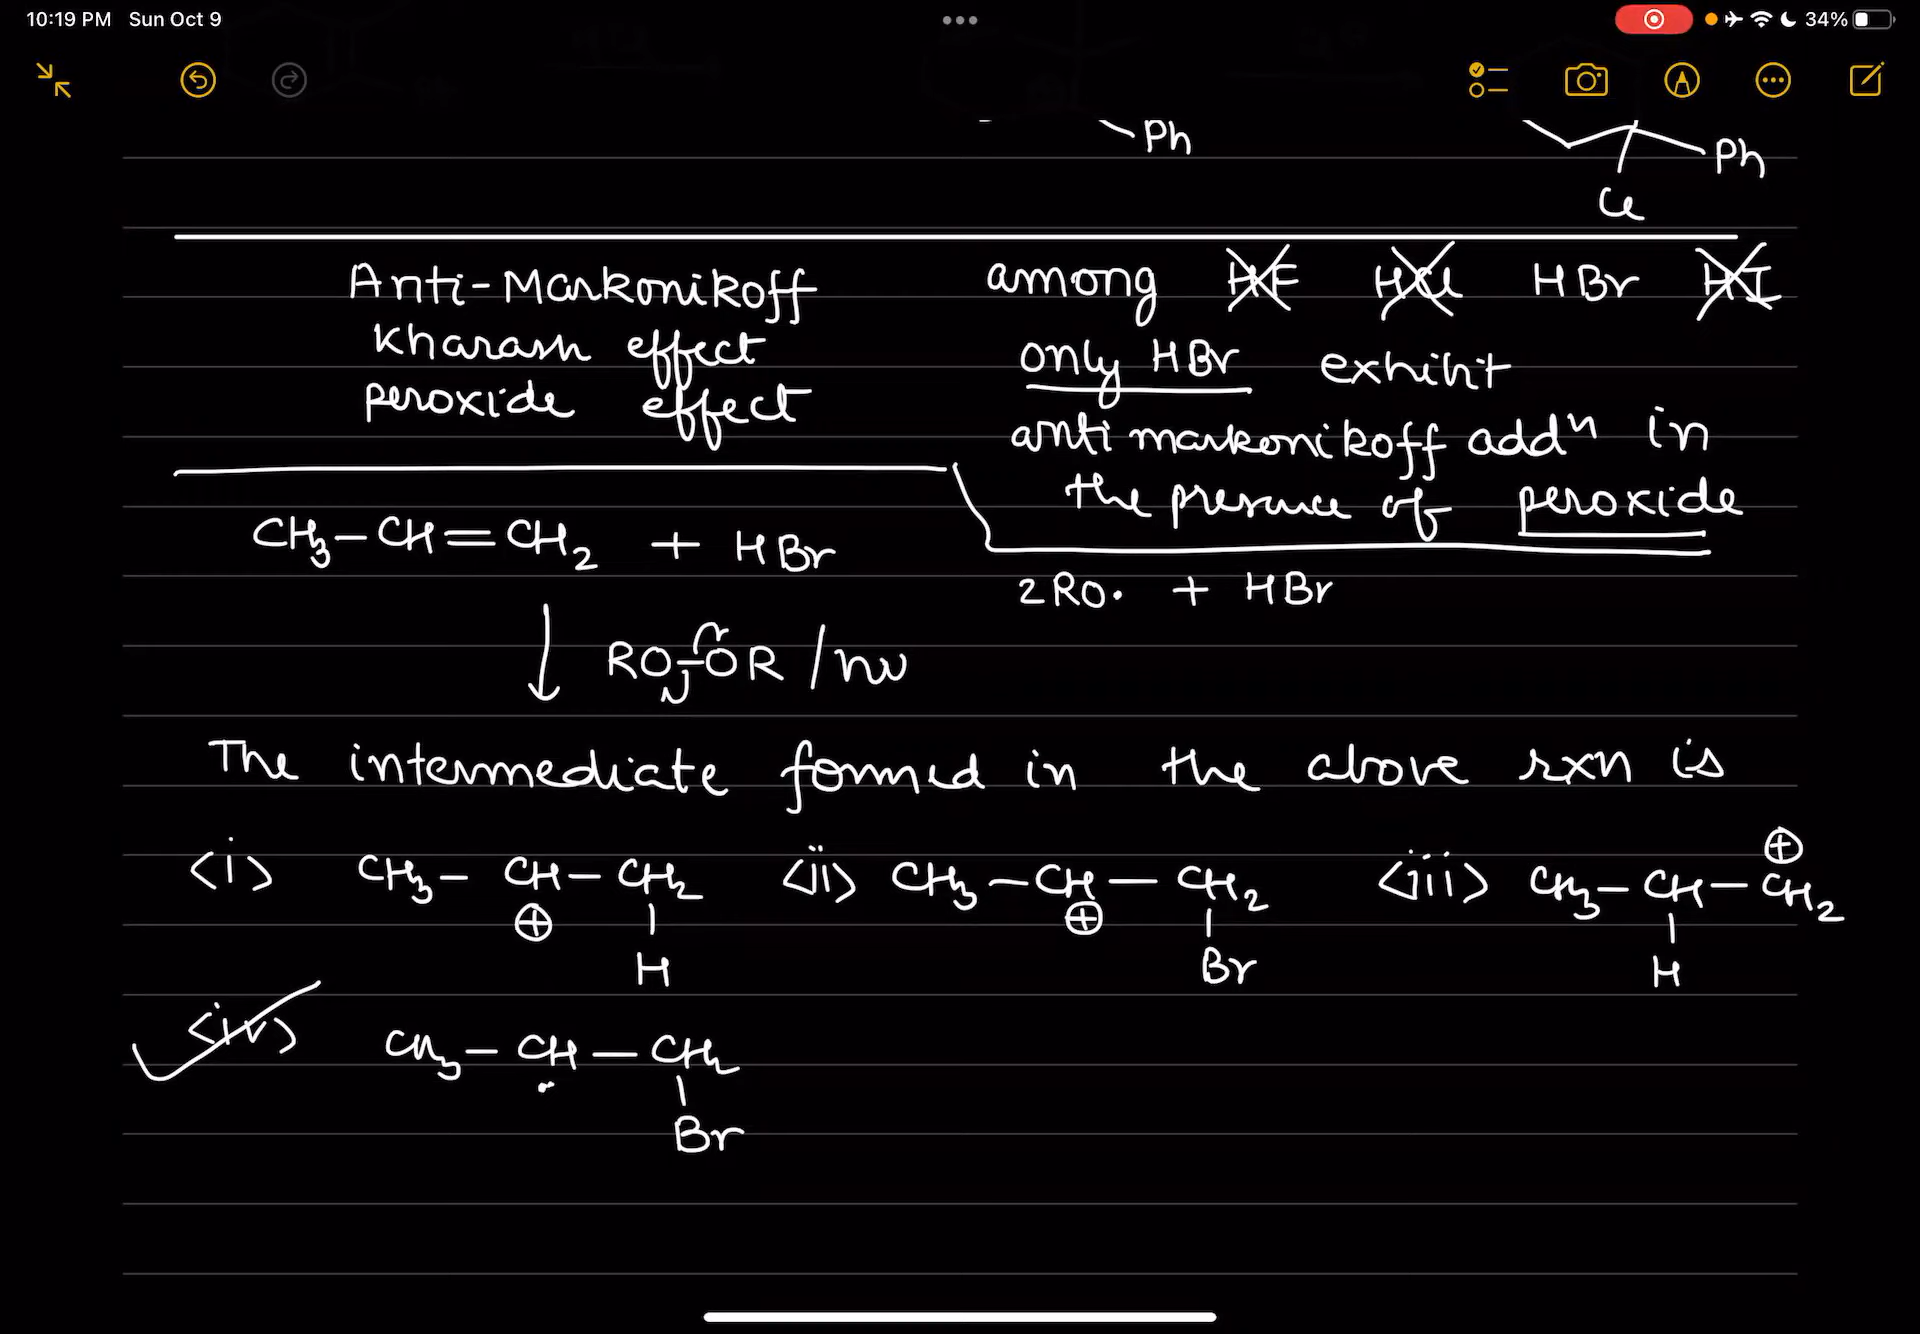 10:19 PM Sun Oct 9
34%
Ph
Ph
Cl
Anti-Markonikoff
Kharash effect
peroxide effect
among HF HCl HBr HI
only HBr exhibit
anti markonikoff addn in
the presence of peroxide
CH3-CH=CH2 + HBr
2RO• + HBr
RO-OR / hν
The intermediate formed in the above rxn is
(i) CH3-CH-CH2
⊕
H
(ii) CH3-CH-CH2
⊕
Br
(iii) CH3-CH-CH2
⊕
H
(iv) CH3-CH-CH2
•
Br